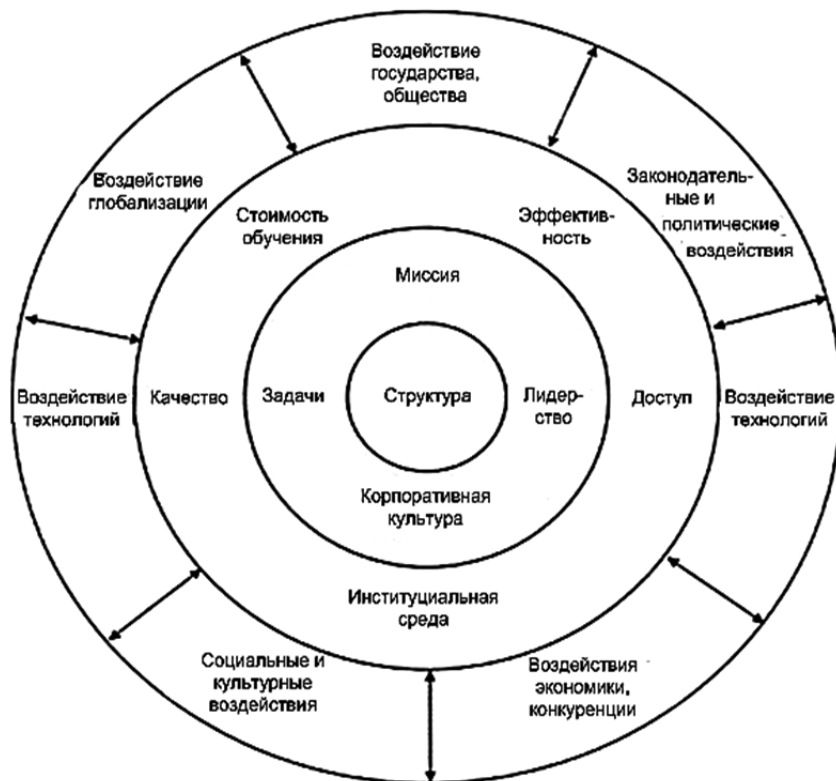 Воздействие
государства,
общества
Воздействие
глобализации
Законодатель-
ные и
политические
воздействия
Стоимость
обучения
Эффектив-
ность
Миссия
Воздействие
технологий
Качество
Задачи
Структура
Лидер-
ство
Доступ
Воздействие
технологий
Корпоративная
культура
Институциальная
среда
Социальные и
культурные
воздействия
Воздействия
экономики,
конкуренции